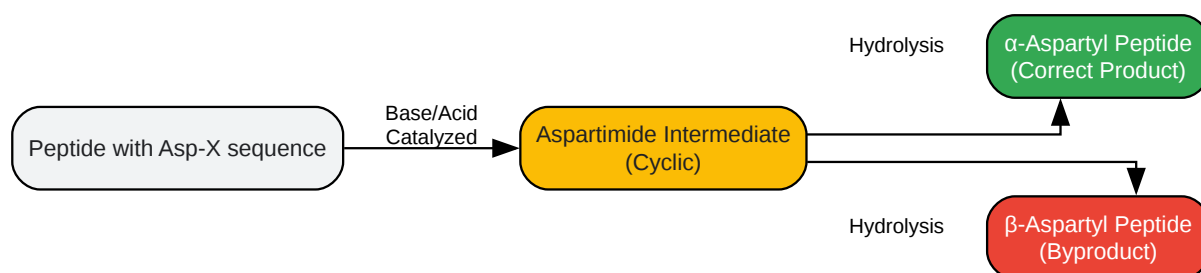 Peptide with Asp-X sequence
Base/Acid
Catalyzed
Aspartimide Intermediate
(Cyclic)
Hydrolysis
α-Aspartyl Peptide
(Correct Product)
Hydrolysis
β-Aspartyl Peptide
(Byproduct)